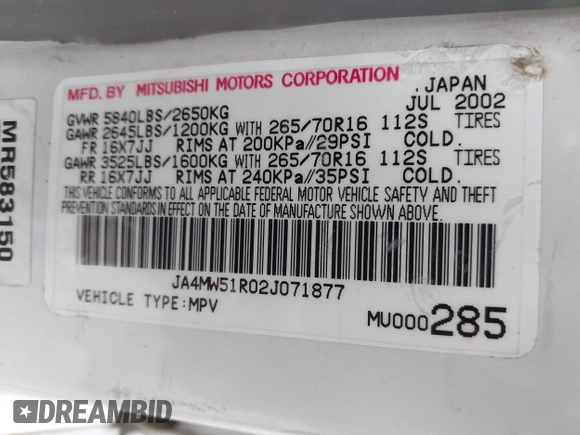 MFD. BY MITSUBISHI MOTORS CORPORATION
, JAPAN
JUL 2002
GVWR 5840LBS/2650KG
GAWR 2645LBS/1200KG WITH 265/70R16 112S TIRES
FR 16X7JJ RIMS AT 200KPA//29PSI COLD.
GAWR 3525LBS/1600KG WITH 265/70R16 112S TIRES
RR 16X7JJ RIMS AT 240KPa//35PSI COLD.
THIS VEHICLE CONFORMS TO ALL APPLICABLE FEDERAL MOTOR VEHICLE SAFETY AND THEFT
PREVENTION STANDARDS IN EFFECT ON THE DATE OF MANUFACTURE SHOWN ABOVE.
JA4MW51R02J071877
VEHICLE TYPE:MPV
MU000285
MR583150
DREAMBID